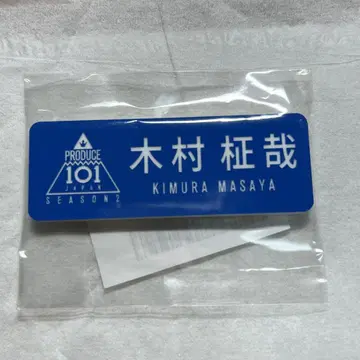 PRODUCE
101
JAPAN
SEASON2
木村 柾哉
KIMURA MASAYA